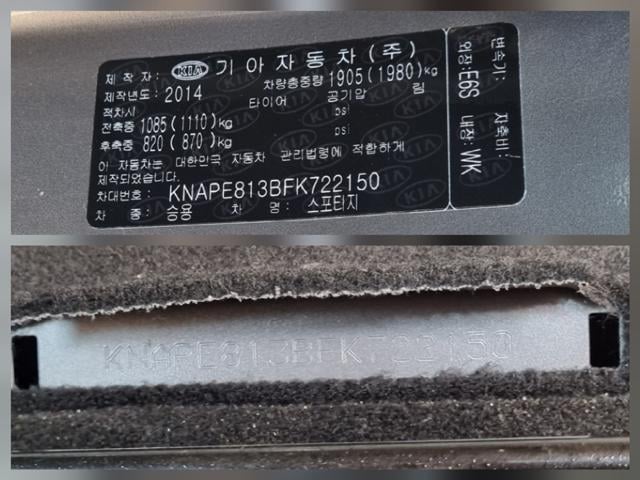 제 작 자: KIA 기 아 자 동 차 ( 주 )
제작년도: 2014 차량총중량 1905(1980)kg
적차시 타이어 공기압 림
전축중 1085(1110)kg psi
후축중 820 (870)kg psi
이 자동차는 대한민국 자동차 관리법령에 적합하게
제작되었습니다.
차대번호: KNAPE813BFK722150
차 종: 승용 차 명: 스포티지
변속기: 자축비:
외장: E6S 내장: WK
KNAPE813BFK722150